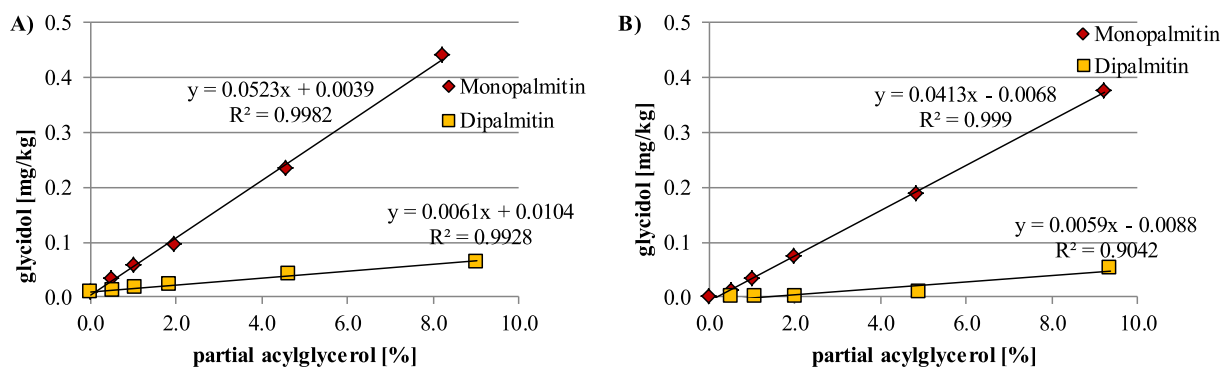 A)
glycidol [mg/kg]
0.5
0.4
0.3
0.2
0.1
0.0
y = 0.0523x + 0.0039
R² = 0.9982
Monopalmitin
Dipalmitin
y = 0.0061x + 0.0104
R² = 0.9928
0.0 2.0 4.0 6.0 8.0 10.0
partial acylglycerol [%]
B)
glycidol [mg/kg]
0.5
0.4
0.3
0.2
0.1
0.0
Monopalmitin
Dipalmitin
y = 0.0413x - 0.0068
R² = 0.999
y = 0.0059x - 0.0088
R² = 0.9042
0.0 2.0 4.0 6.0 8.0 10.0
partial acylglycerol [%]